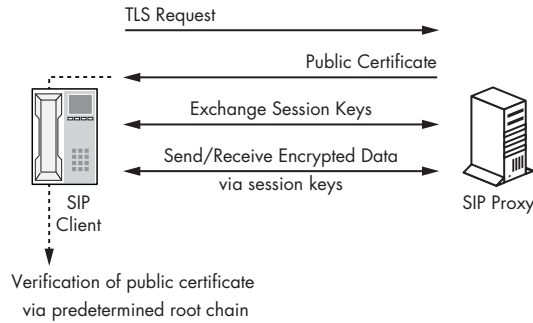 TLS Request
Public Certificate
Exchange Session Keys
Send/Receive Encrypted Data
via session keys
SIP
Client
SIP Proxy
Verification of public certificate
via predetermined root chain